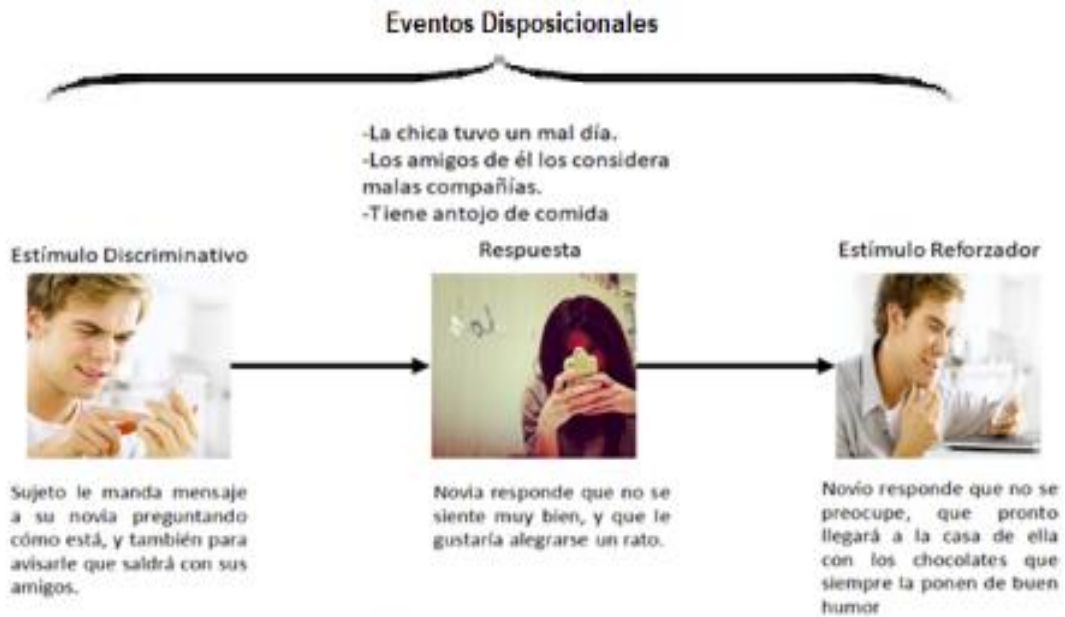 Eventos Disposicionales
-La chica tuvo un mal día.
-Los amigos de él los considera
malas compañías.
-Tiene antojo de comida
Estímulo Discriminativo
Respuesta
Estímulo Reforzador
Sujeto le manda mensaje
a su novia preguntando
cómo está, y también para
avisarle que saldrá con sus
amigos.
Novia responde que no se
siente muy bien, y que le
gustaría alegrarse un rato.
Novio responde que no se
preocupe, que pronto
llegará a la casa de ella
con los chocolates que
siempre la ponen de buen
humor